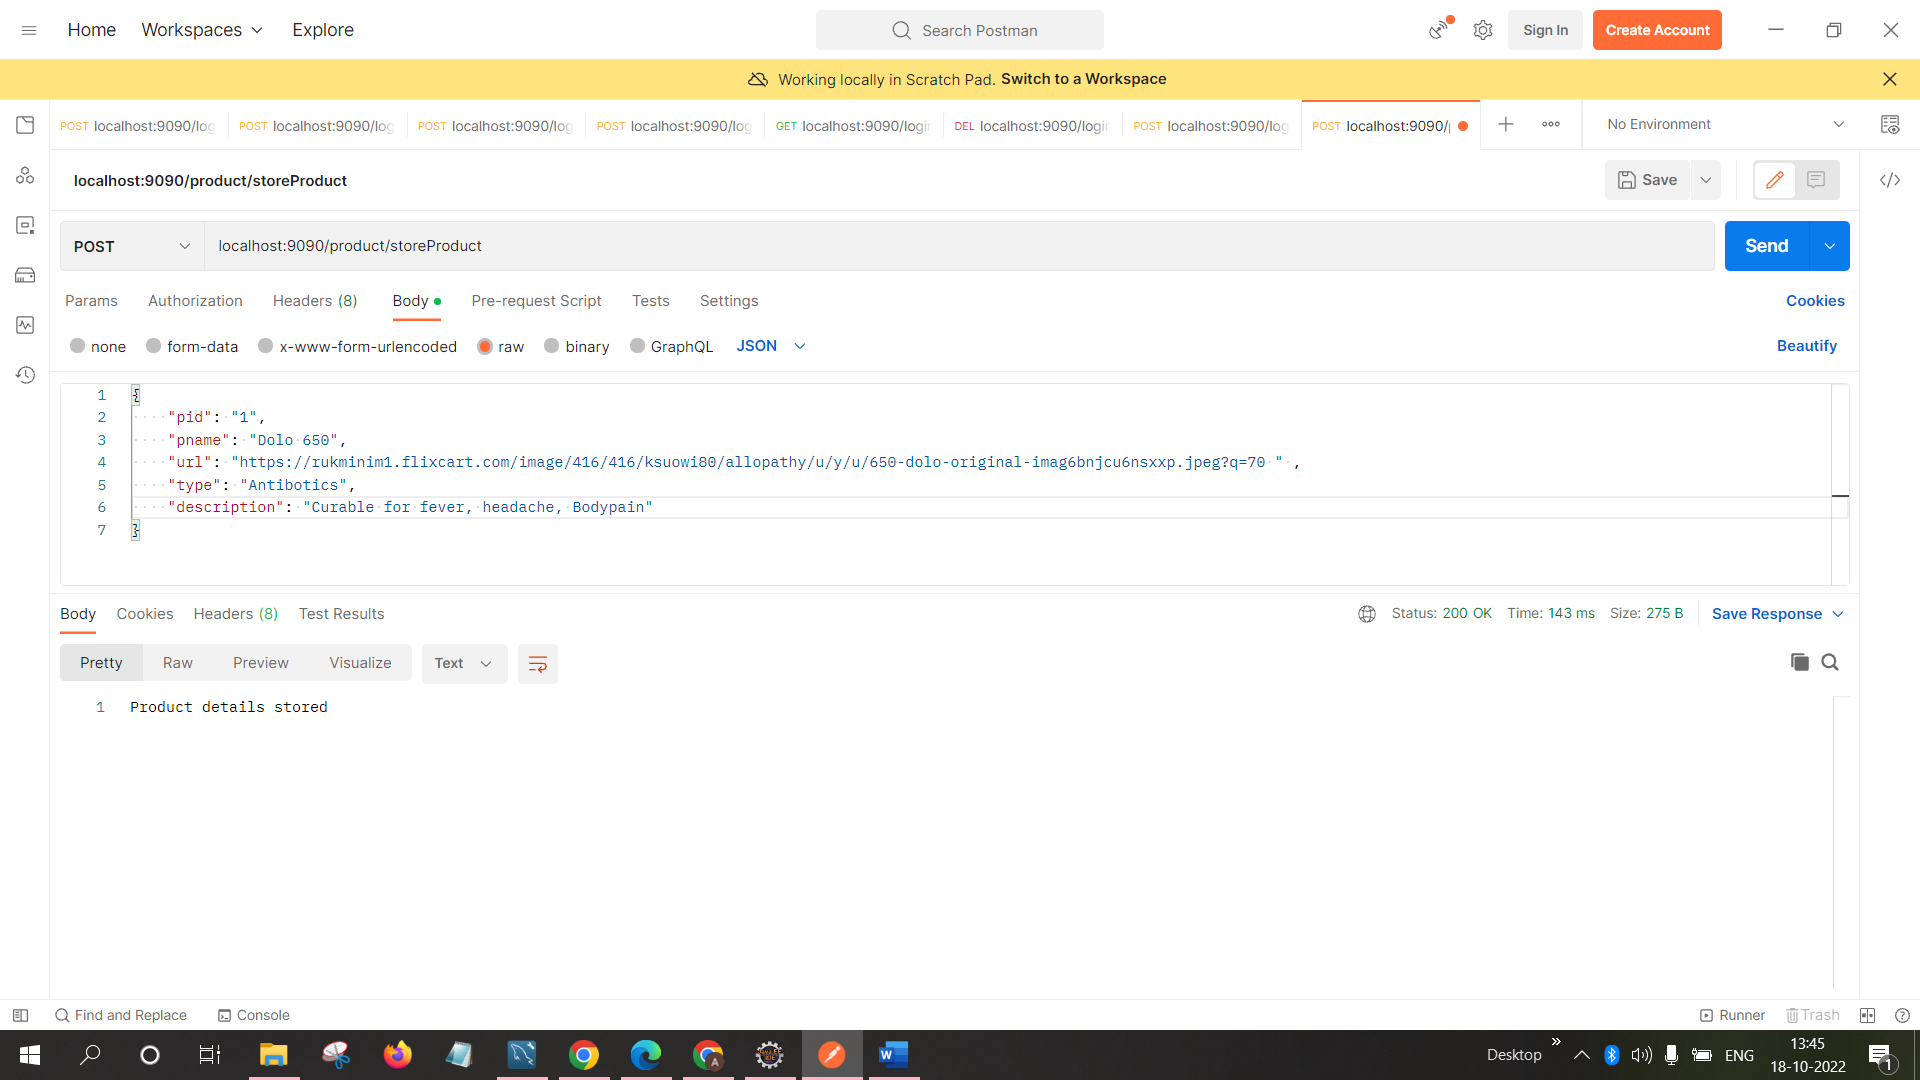 Home Workspaces Explore Search Postman Sign In Create Account
Working locally in Scratch Pad. Switch to a Workspace
POST localhost:9090/log POST localhost:9090/log POST localhost:9090/log POST localhost:9090/log GET localhost:9090/logi DEL localhost:9090/login POST localhost:9090/log POST localhost:9090/ No Environment
localhost:9090/product/storeProduct Save
POST localhost:9090/product/storeProduct Send
Params Authorization Headers (8) Body Pre-request Script Tests Settings Cookies
none form-data x-www-form-urlencoded raw binary GraphQL JSON Beautify
1 {
2 "pid": "1",
3 "pname": "Dolo 650",
4 "url": "https://rukminim1.flixcart.com/image/416/416/ksuowi80/allopathy/u/y/u/650-dolo-original-imag6bnjcu6nsxxp.jpeg?q=70 " ,
5 "type": "Antibotics",
6 "description": "Curable for fever, headache, Bodypain"
7 }
Body Cookies Headers (8) Test Results Status: 200 OK Time: 143 ms Size: 275 B Save Response
Pretty Raw Preview Visualize Text
1 Product details stored
Find and Replace Console Runner Trash
Desktop ENG 13:45
18-10-2022 1